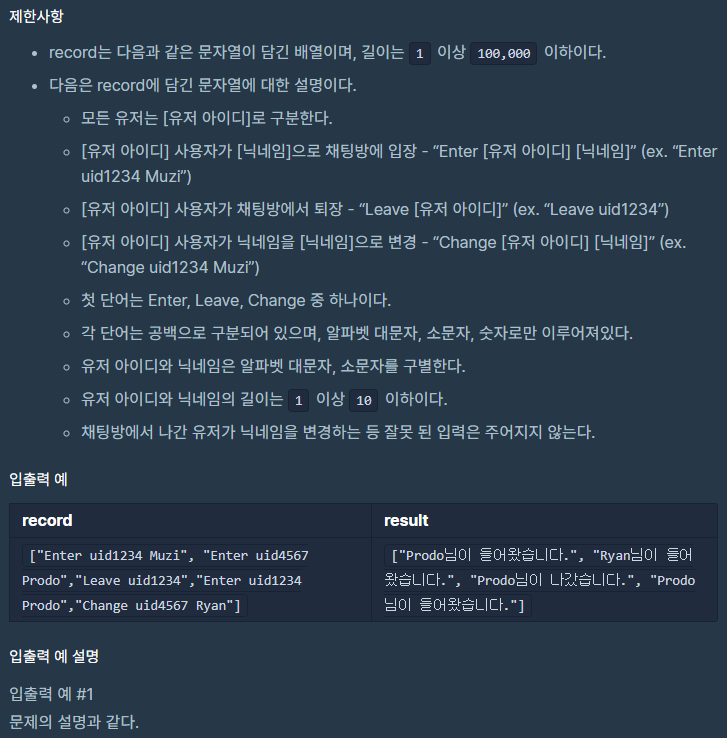 제한사항
• record는 다음과 같은 문자열이 담긴 배열이며, 길이는 1 이상 100,000 이하이다.
• 다음은 record에 담긴 문자열에 대한 설명이다.
◦ 모든 유저는 [유저 아이디]로 구분한다.
◦ [유저 아이디] 사용자가 [닉네임]으로 채팅방에 입장 - “Enter [유저 아이디] [닉네임]” (ex. “Enter
uid1234 Muzi”)
◦ [유저 아이디] 사용자가 채팅방에서 퇴장 - “Leave [유저 아이디]” (ex. “Leave uid1234”)
◦ [유저 아이디] 사용자가 닉네임을 [닉네임]으로 변경 - “Change [유저 아이디] [닉네임]” (ex.
“Change uid1234 Muzi”)
◦ 첫 단어는 Enter, Leave, Change 중 하나이다.
◦ 각 단어는 공백으로 구분되어 있으며, 알파벳 대문자, 소문자, 숫자로만 이루어져있다.
◦ 유저 아이디와 닉네임은 알파벳 대문자, 소문자를 구별한다.
◦ 유저 아이디와 닉네임의 길이는 1 이상 10 이하이다.
◦ 채팅방에서 나간 유저가 닉네임을 변경하는 등 잘못 된 입력은 주어지지 않는다.
입출력 예
record result
["Enter uid1234 Muzi", "Enter uid4567 ["Prodo님이 들어왔습니다.", "Ryan님이 들어
Prodo","Leave uid1234","Enter uid1234 왔습니다.", "Prodo님이 나갔습니다.", "Prodo
Prodo","Change uid4567 Ryan"] 님이 들어왔습니다."]
입출력 예 설명
입출력 예 #1
문제의 설명과 같다.